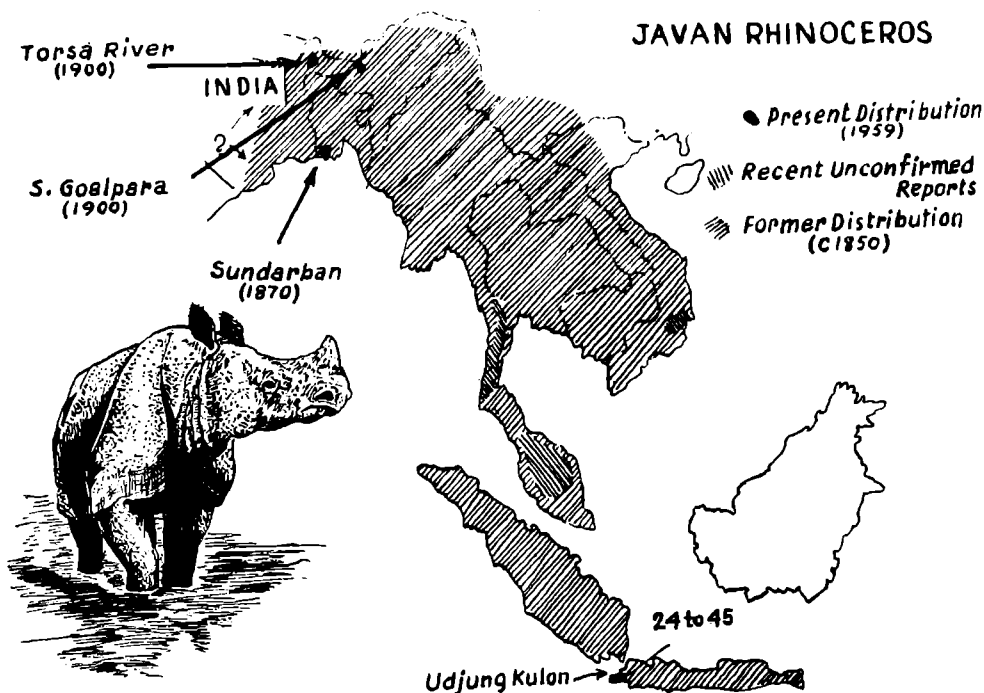 JAVAN RHINOCEROS
Torsa River
(1900)
INDIA
?
S. Goalpara
(1900)
Sundarban
(1870)
Present Distribution
(1959)
Recent Unconfirmed
Reports
Former Distribution
(C1850)
24 to 45
Udjung Kulon